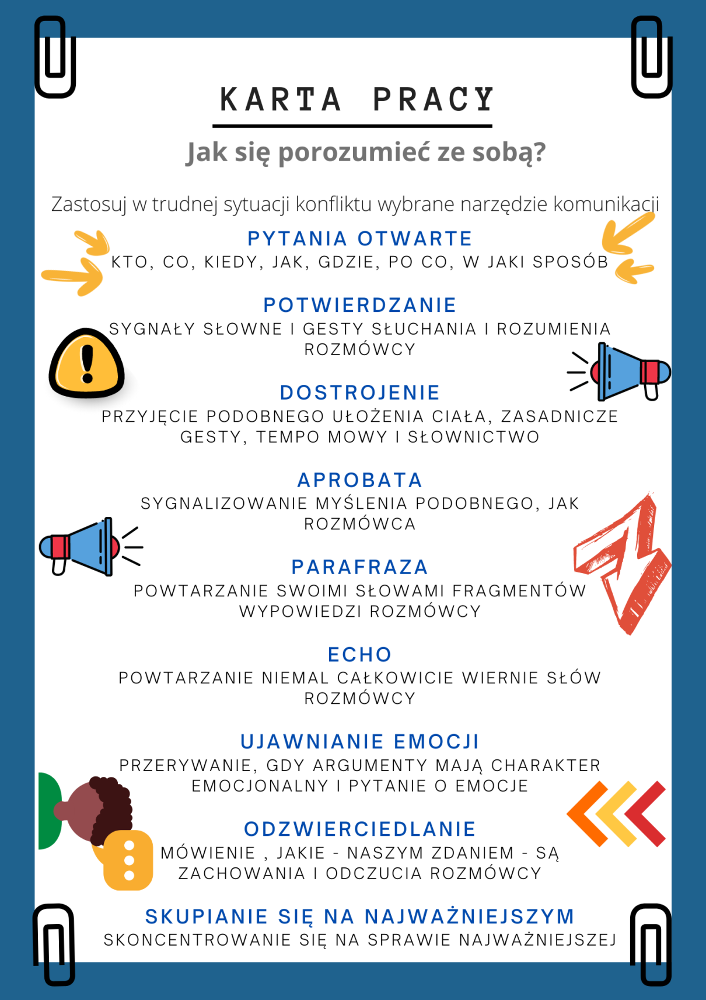 KARTA PRACY
Jak się porozumieć ze sobą?
Zastosuj w trudnej sytuacji konfliktu wybrane narzędzie komunikacji
PYTANIA OTWARTE
KTO, CO, KIEDY, JAK, GDZIE, PO CO, W JAKI SPOSÓB
POTWIERDZANIE
SYGNAŁY SŁOWNE I GESTY SŁUCHANIA I ROZUMIENIA
ROZMÓWCY
DOSTROJENIE
PRZYJĘCIE PODOBNEGO UŁOŻENIA CIAŁA, ZASADNICZE
GESTY, TEMPO MOWY I SŁOWNICTWO
APROBATA
SYGNALIZOWANIE MYŚLENIA PODOBNEGO, JAK
ROZMÓWCA
PARAFRAZA
POWTARZANIE SWOIMI SŁOWAMI FRAGMENTÓW
WYPOWIEDZI ROZMÓWCY
ECHO
POWTARZANIE NIEMAL CAŁKOWICIE WIERNIE SŁÓW
ROZMÓWCY
UJAWNIANIE EMOCJI
PRZERYWANIE, GDY ARGUMENTY MAJĄ CHARAKTER
EMOCJONALNY I PYTANIE O EMOCJE
ODZWIERCIEDLANIE
MÓWIENIE , JAKIE - NASZYM ZDANIEM - SĄ
ZACHOWANIA I ODCZUCIA ROZMÓWCY
SKUPIANIE SIĘ NA NAJWAŻNIEJSZYM
SKONCENTROWANIE SIĘ NA SPRAWIE NAJWAŻNIEJSZEJ